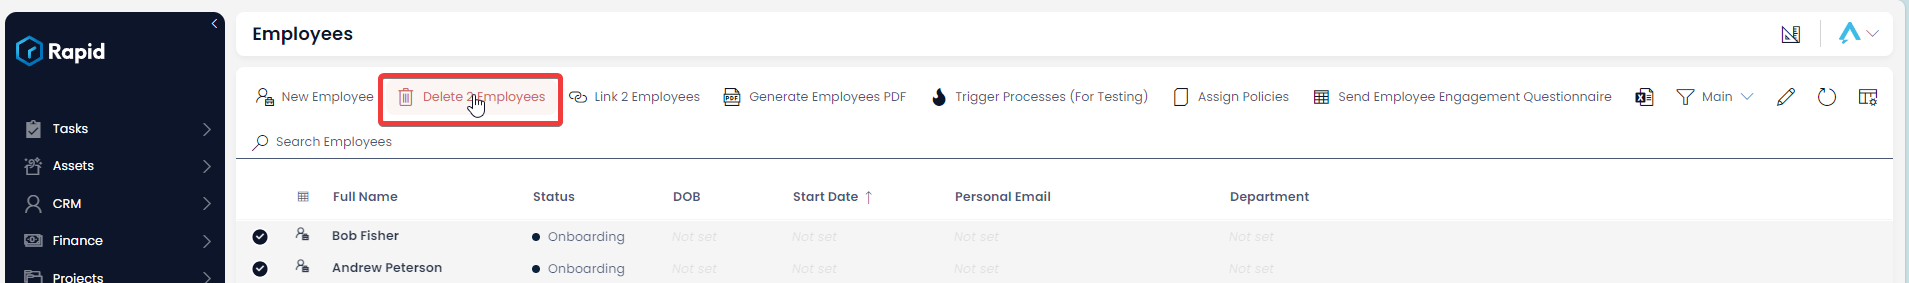 Rapid
Employees
New Employee Delete 2 Employees Link 2 Employees PDF Generate Employees PDF Trigger Processes (For Testing) Assign Policies Send Employee Engagement Questionnaire Main
Search Employees
Tasks
Assets
CRM
Finance
Projects
Full Name Status DOB Start Date Personal Email Department
Bob Fisher Onboarding Not set Not set Not set Not set
Andrew Peterson Onboarding Not set Not set Not set Not set